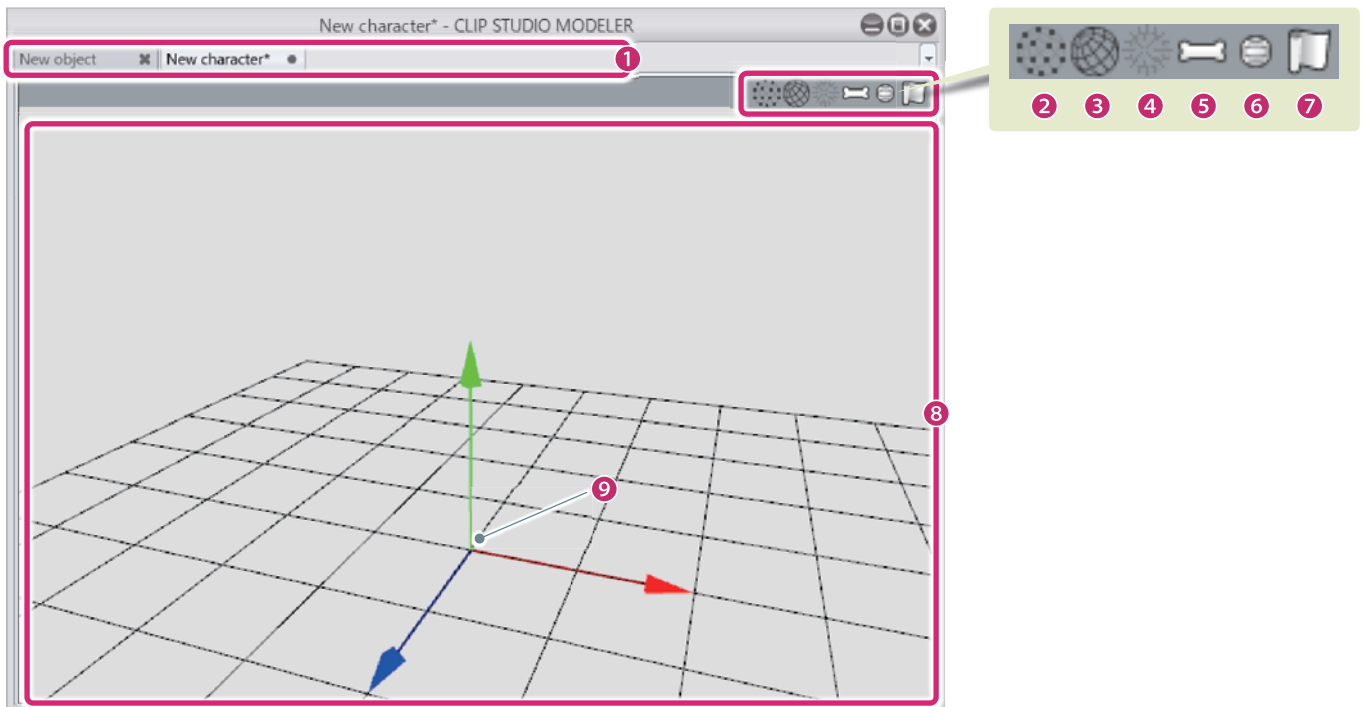 New character* - CLIP STUDIO MODELER
New object New character*
1
2 3 4 5 6 7
8
9